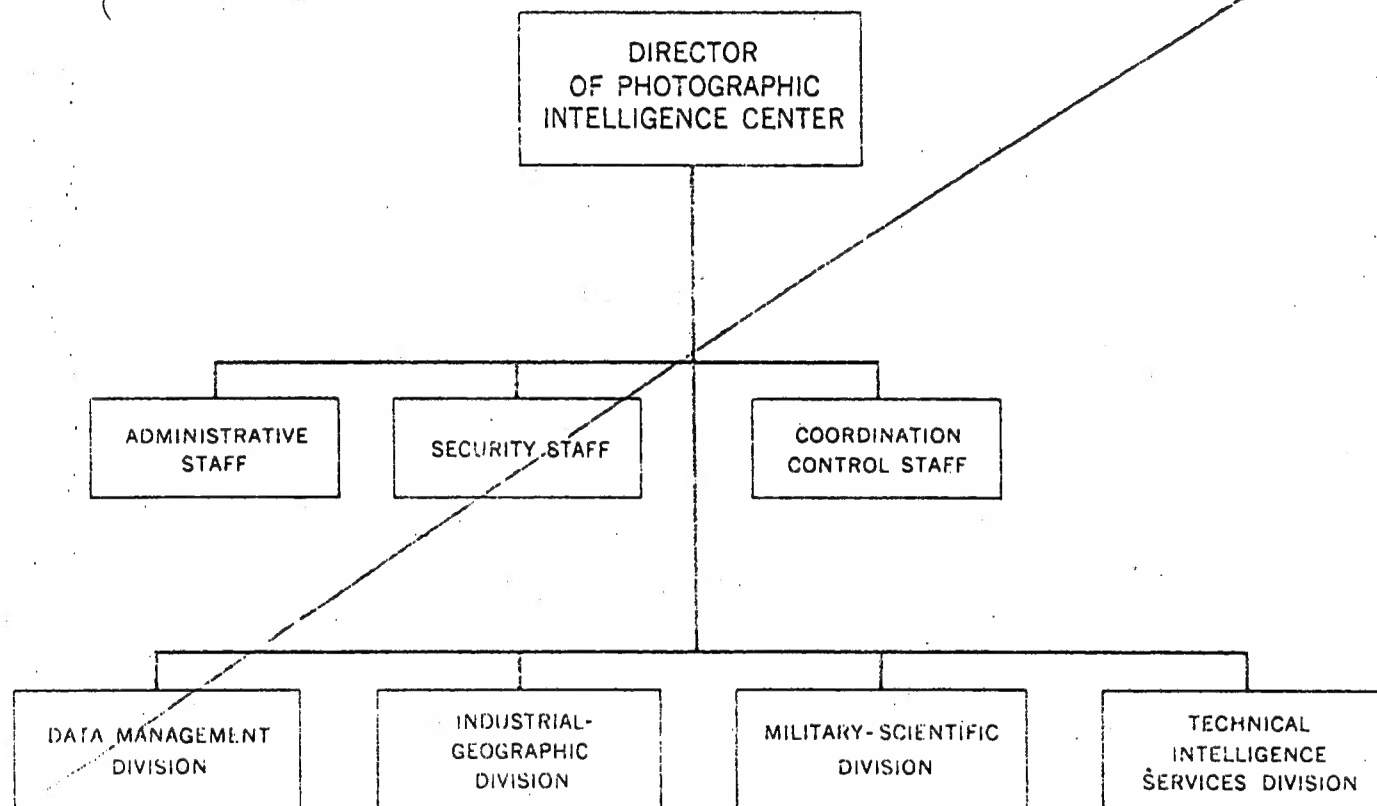 DIRECTOR
OF PHOTOGRAPHIC
INTELLIGENCE CENTER
ADMINISTRATIVE
STAFF
SECURITY STAFF
COORDINATION
CONTROL STAFF
DATA MANAGEMENT
DIVISION
INDUSTRIAL-
GEOGRAPHIC
DIVISION
MILITARY-SCIENTIFIC
DIVISION
TECHNICAL
INTELLIGENCE
SERVICES DIVISION